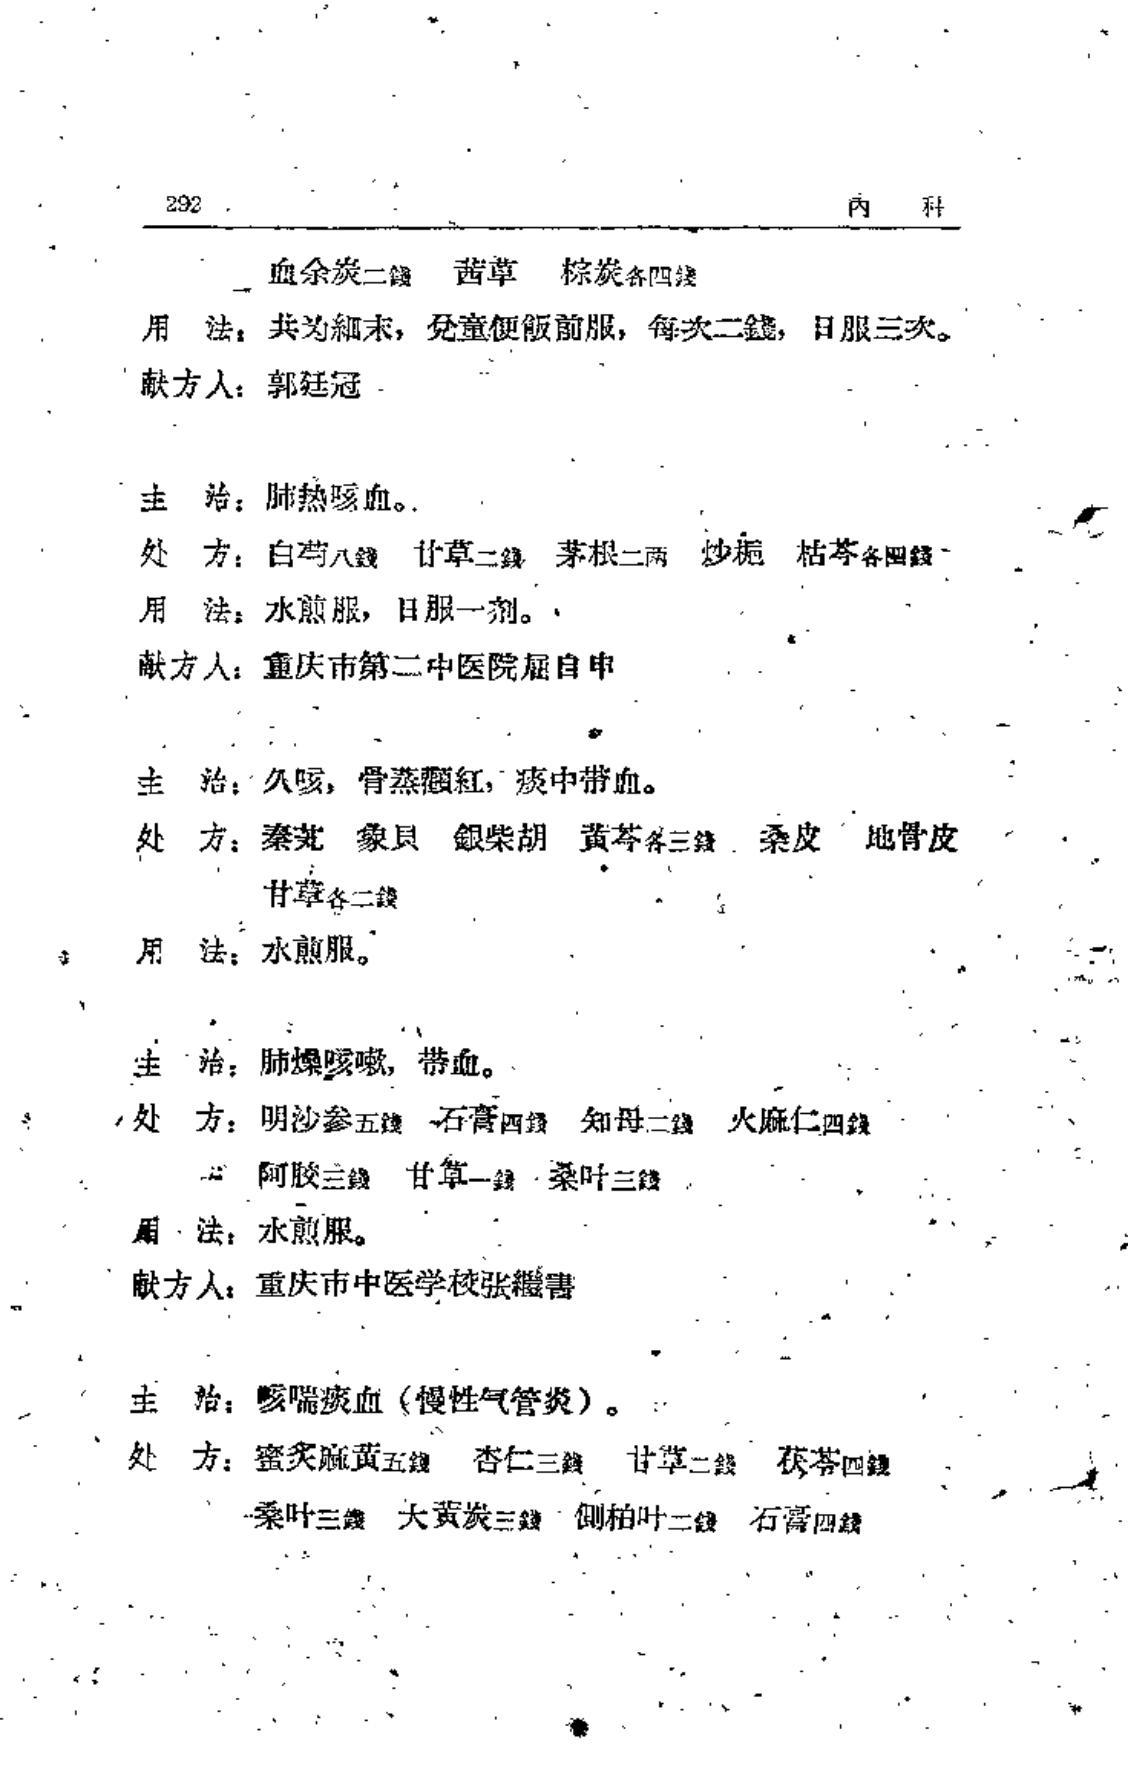 292 内 科
血余炭二錢 茜草 棕炭各四錢
用 法：共为細末，兌童便飯前服，每次二錢，日服三次。
献方人：郭廷冠
主 治：肺热咳血。
处 方：白芍八錢 甘草二錢 茅根二两 炒梔 枯芩各四錢
用 法：水煎服，日服一剂。
献方人：重庆市第二中医院屈自申
主 治：久咳，骨蒸顴紅，痰中带血。
处 方：秦艽 象貝 銀柴胡 黄芩各三錢 桑皮 地骨皮
甘草各二錢
用 法：水煎服。
主 治：肺燥咳嗽，带血。
处 方：明沙参五錢 石膏四錢 知母二錢 火麻仁四錢
阿胶三錢 甘草一錢 桑叶三錢
用 法：水煎服。
献方人：重庆市中医学校张繼書
主 治：咳喘痰血（慢性气管炎）。
处 方：蜜炙麻黄五錢 杏仁三錢 甘草二錢 茯苓四錢
桑叶三錢 大黄炭三錢 側柏叶二錢 石膏四錢